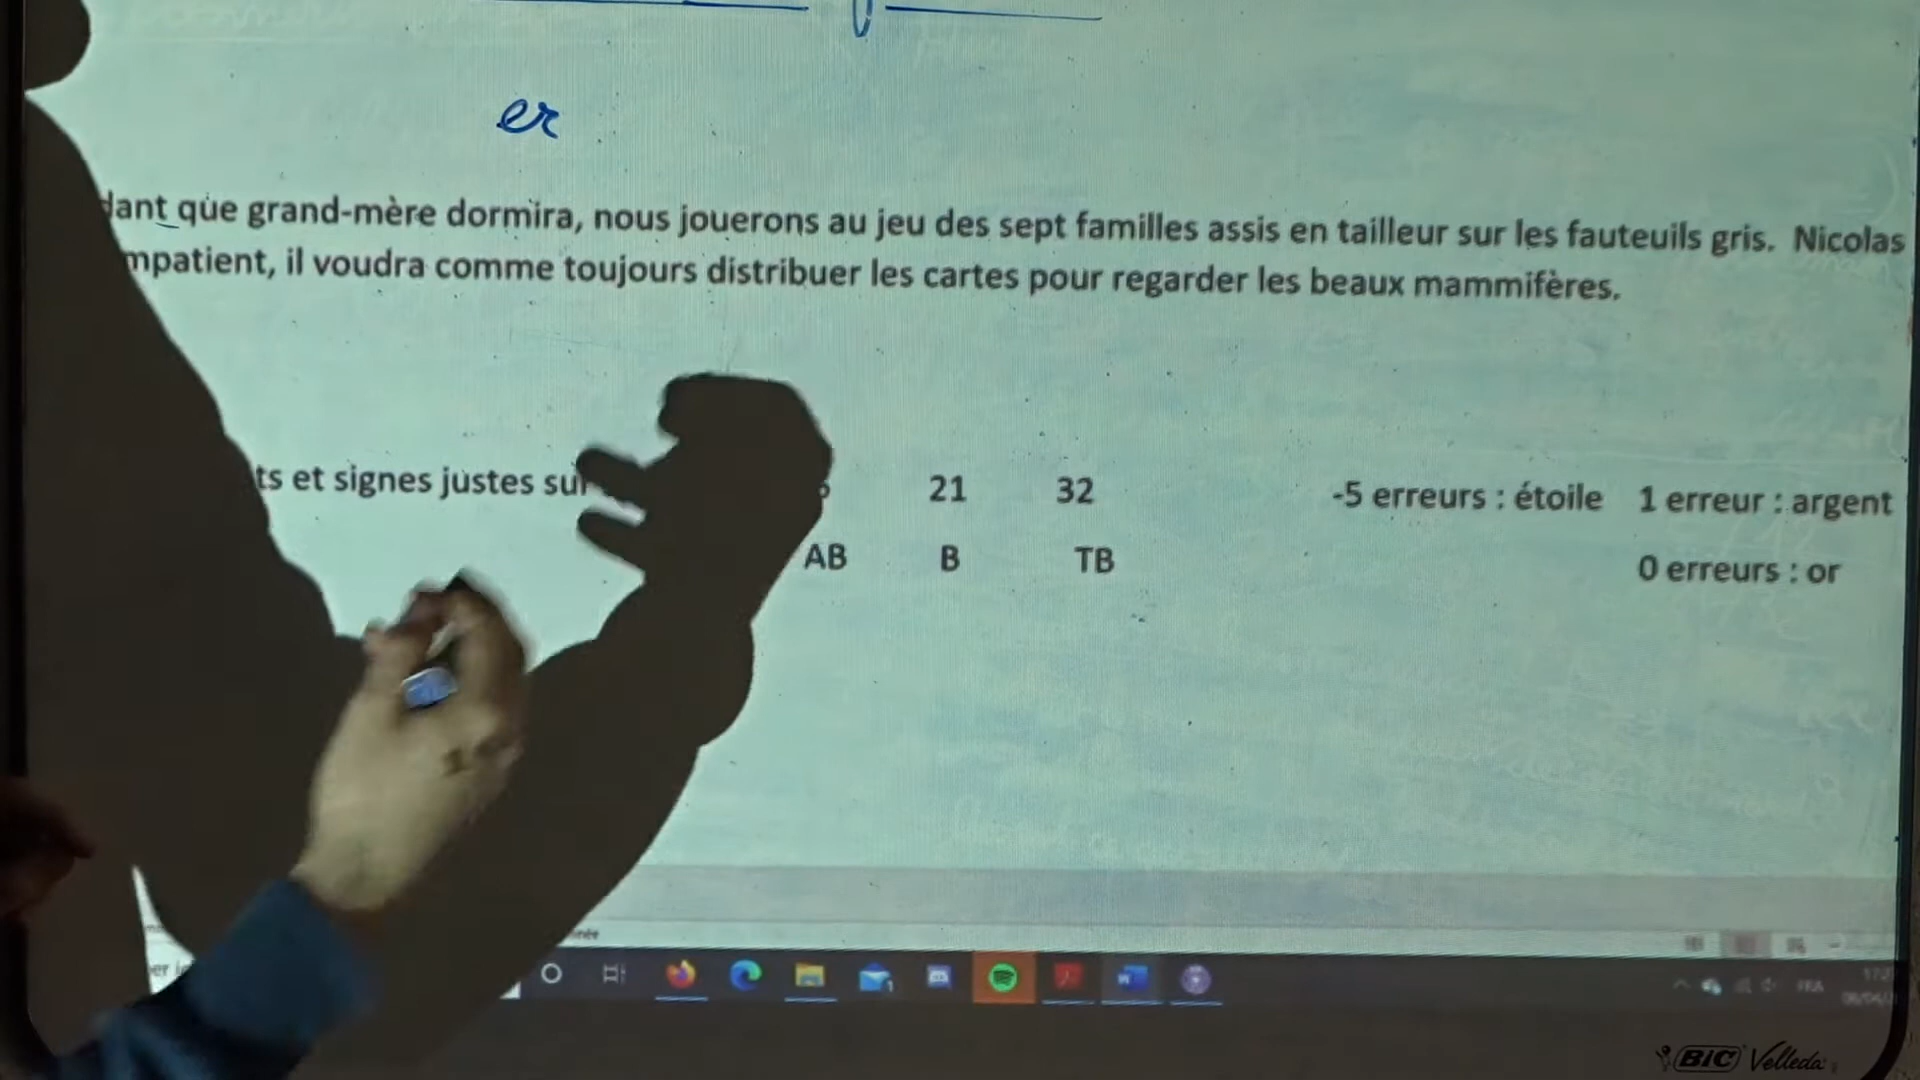 er
dant que grand-mère dormira, nous jouerons au jeu des sept familles assis en tailleur sur les fauteuils gris. Nicolas
mpatient, il voudra comme toujours distribuer les cartes pour regarder les beaux mammifères.
ts et signes justes sur 21 32 -5 erreurs : étoile 1 erreur : argent
AB B TB 0 erreurs : or
FRA
BIC Velleda